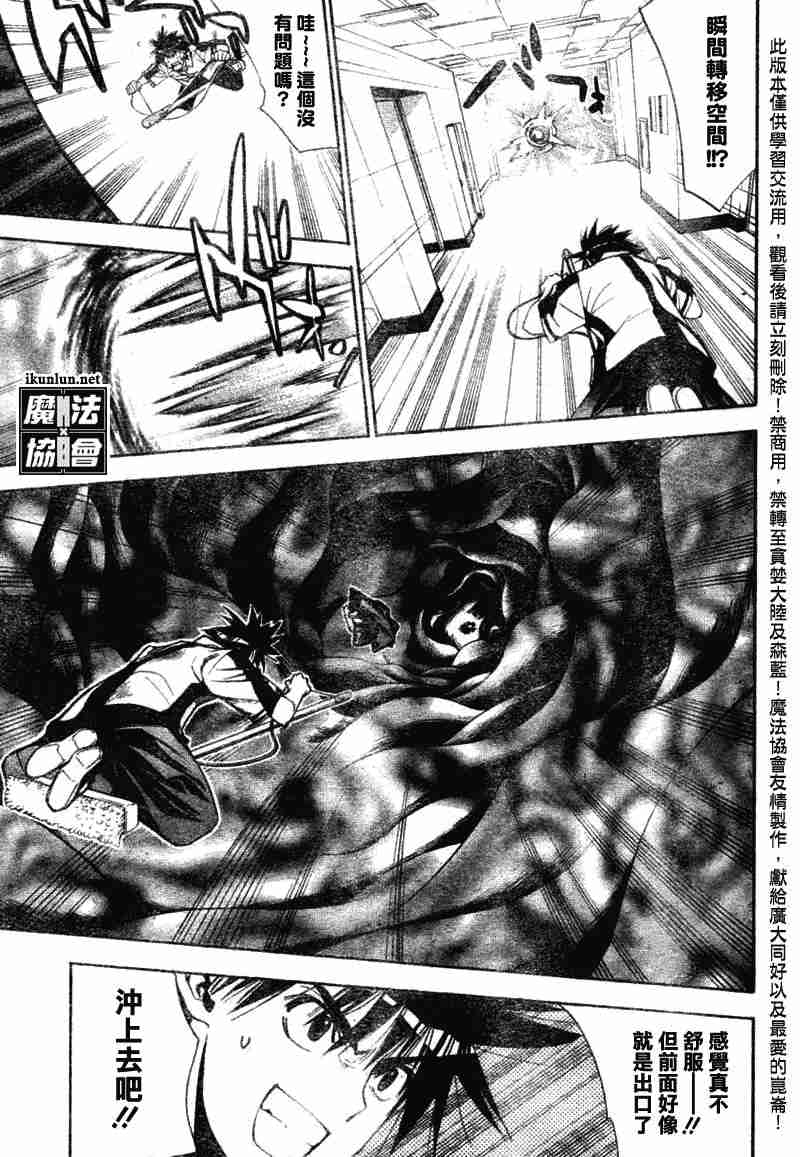 瞬間轉移空間!!?
哇~~這個沒
有問題嗎？
ikunlun.net
魔法
協會
感覺真不
舒服──!!
但前面好像
就是出口了
沖上去吧!!
此版本僅供學習交流用，觀看後請立刻刪除！禁商用，禁轉至貪婪大陸及森藍！魔法協會友情製作，獻給廣大同好以及最愛的崑崙！